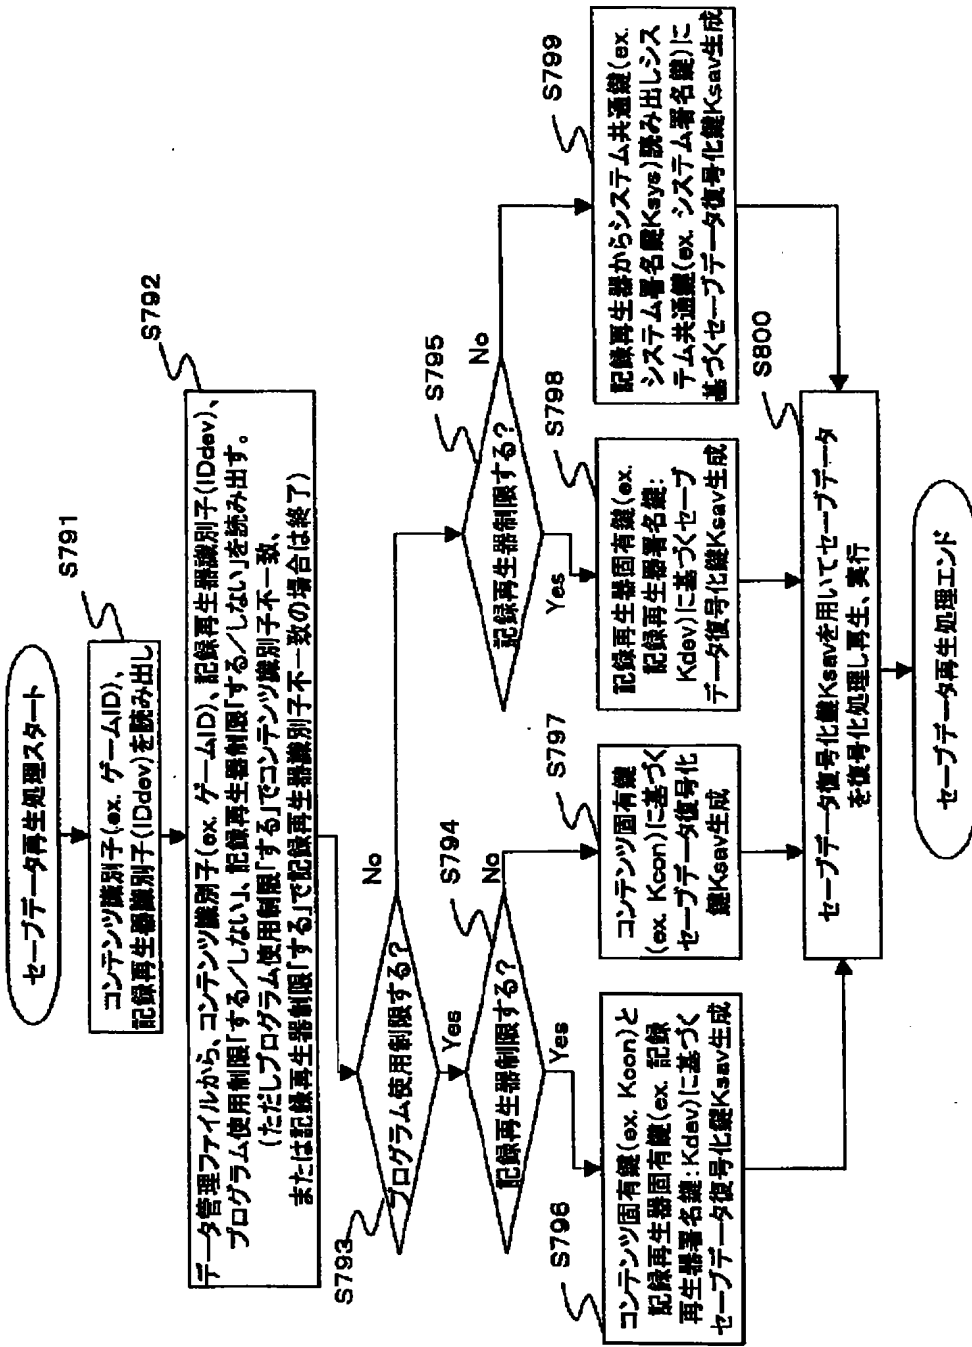 セーブデータ再生処理スタート
S791
コンテンツ識別子(ex. ゲームID)、
記録再生器識別子(IDdev)を読み出し
S792
データ管理ファイルから、コンテンツ識別子(ex. ゲームID)、記録再生器識別子(IDdev)、
プログラム使用制限「する/しない」、記録再生器制限「する/しない」を読み出す。
(ただしプログラム使用制限「する」でコンテンツ識別子不一致、
または記録再生器制限「する」で記録再生器識別子不一致の場合は終了)
S793
プログラム使用制限する?
No
Yes
S794
記録再生器制限する?
No
Yes
S795
記録再生器制限する?
No
Yes
S796
コンテンツ固有鍵(ex. Kcon)と
記録再生器固有鍵(ex. 記録
再生器署名鍵:Kdev)に基づく
セーブデータ復号化鍵Ksav生成
S797
コンテンツ固有鍵
(ex. Kcon)に基づく
セーブデータ復号化
鍵Ksav生成
S798
記録再生器固有鍵(ex.
記録再生器署名鍵:
Kdev)に基づくセーブ
データ復号化鍵Ksav生成
S799
記録再生器からシステム共通鍵(ex.
システム署名鍵Ksys)読み出しシス
テム共通鍵(ex. システム署名鍵)に
基づくセーブデータ復号化鍵Ksav生成
S800
セーブデータ復号化鍵Ksavを用いてセーブデータ
を復号化処理し再生、実行
セーブデータ再生処理エンド